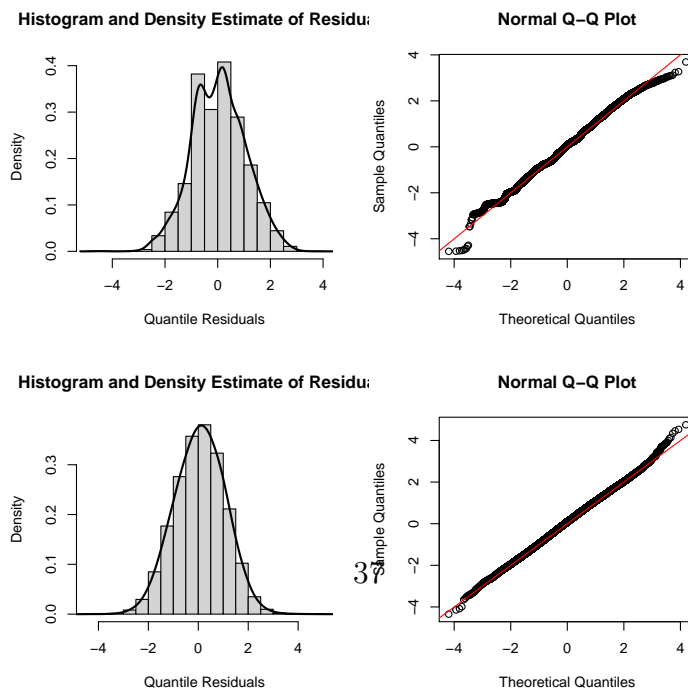 Histogram and Density Estimate of Residua
Density
0.0 0.1 0.2 0.3 0.4
−4 −2 0 2 4
Quantile Residuals
Normal Q−Q Plot
Sample Quantiles
−4 −2 0 2 4
−4 −2 0 2 4
Theoretical Quantiles
Histogram and Density Estimate of Residua
Density
0.0 0.1 0.2 0.3
−4 −2 0 2 4
Quantile Residuals
Normal Q−Q Plot
Sample Quantiles
−4 −2 0 2 4
−4 −2 0 2 4
Theoretical Quantiles
37